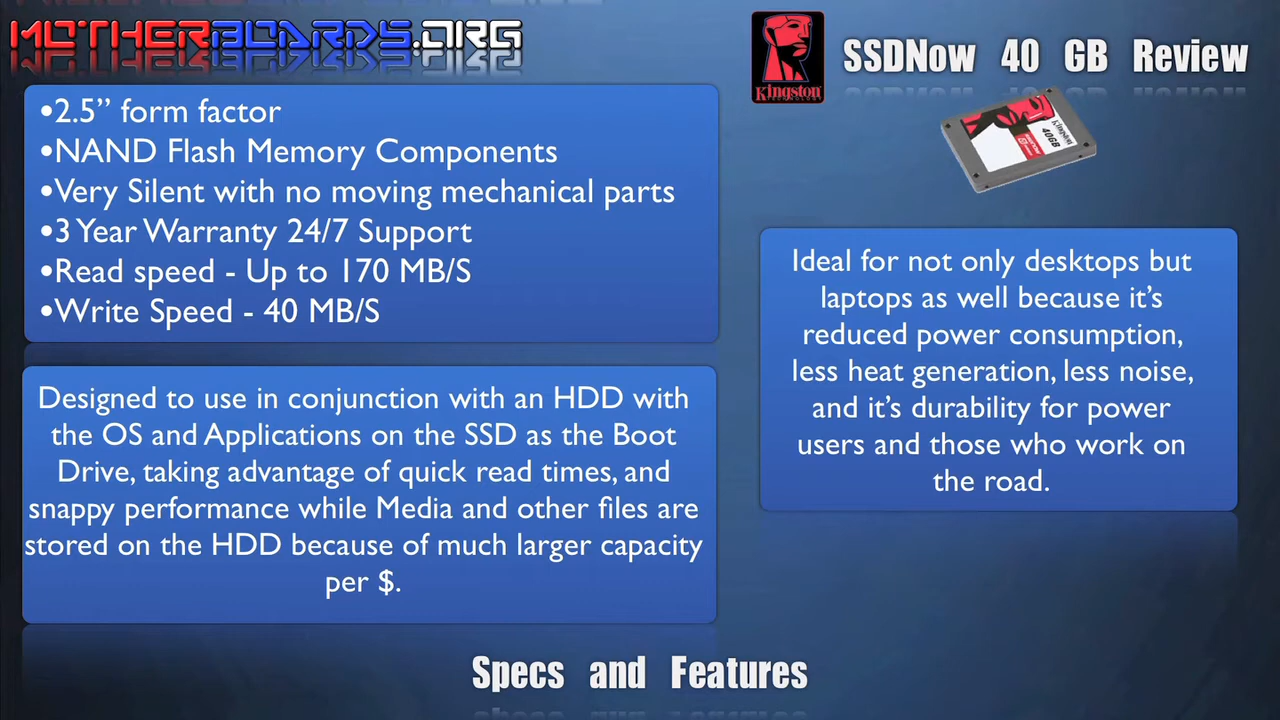 MOTHERBOARDS.ORG
Kingston
TECHNOLOGY
SSDNow 40 GB Review
•2.5” form factor
•NAND Flash Memory Components
•Very Silent with no moving mechanical parts
•3 Year Warranty 24/7 Support
•Read speed - Up to 170 MB/S
•Write Speed - 40 MB/S
Kingston
40GB
Ideal for not only desktops but
laptops as well because it’s
reduced power consumption,
less heat generation, less noise,
and it’s durability for power
users and those who work on
the road.
Designed to use in conjunction with an HDD with
the OS and Applications on the SSD as the Boot
Drive, taking advantage of quick read times, and
snappy performance while Media and other files are
stored on the HDD because of much larger capacity
per $.
Specs and Features